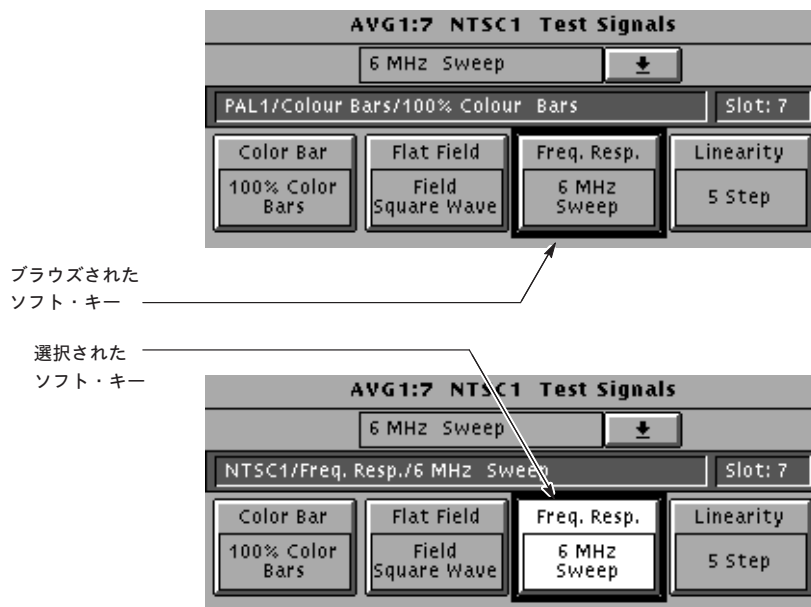 AVG1:7 NTSC1 Test Signals
6 MHz Sweep
PAL1/Colour Bars/100% Colour Bars
Slot: 7
Color Bar
100% Color
Bars
Flat Field
Field
Square Wave
Freq. Resp.
6 MHz
Sweep
Linearity
5 Step
ブラウズされた
ソフト・キー
選択された
ソフト・キー
AVG1:7 NTSC1 Test Signals
6 MHz Sweep
NTSC1/Freq. Resp./6 MHz Sweep
Slot: 7
Color Bar
100% Color
Bars
Flat Field
Field
Square Wave
Freq. Resp.
6 MHz
Sweep
Linearity
5 Step